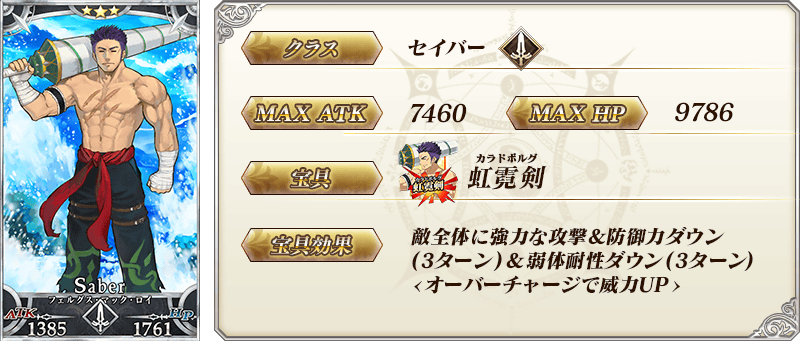 Saber
フェルグス・マック・ロイ
ATK
1385
1761
HP
クラス
セイバー
MAX ATK
7460
MAX HP
9786
宝具
虹霓剣
カラドボルグ
虹霓剣
宝具効果
敵全体に強力な攻撃＆防御力ダウン
(3ターン)＆弱体耐性ダウン(3ターン)
<オーバーチャージで威力UP>